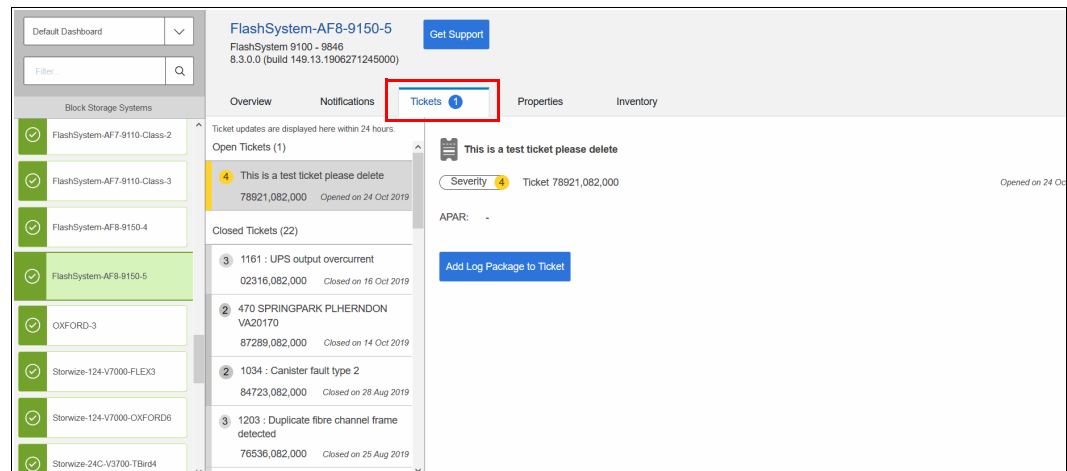 Default Dashboard
Filter...
Block Storage Systems
FlashSystem-AF7-9110-Class-2
FlashSystem-AF7-9110-Class-3
FlashSystem-AF8-9150-4
FlashSystem-AF8-9150-5
OXFORD-3
Storwize-124-V7000-FLEX3
Storwize-124-V7000-OXFORD6
Storwize-24C-V3700-TBird4
FlashSystem-AF8-9150-5
FlashSystem 9100 - 9846
8.3.0.0 (build 149.13.1906271245000)
Get Support
Overview Notifications Tickets 1 Properties Inventory
Ticket updates are displayed here within 24 hours.
Open Tickets (1)
4 This is a test ticket please delete
78921,082,000 Opened on 24 Oct 2019
Closed Tickets (22)
3 1161 : UPS output overcurrent
02316,082,000 Closed on 16 Oct 2019
2 470 SPRINGPARK PLHERNDON
VA20170
87289,082,000 Closed on 14 Oct 2019
2 1034 : Canister fault type 2
84723,082,000 Closed on 28 Aug 2019
3 1203 : Duplicate fibre channel frame
detected
76536,082,000 Closed on 25 Aug 2019
This is a test ticket please delete
Severity 4 Ticket 78921,082,000 Opened on 24 Oc
APAR: -
Add Log Package to Ticket